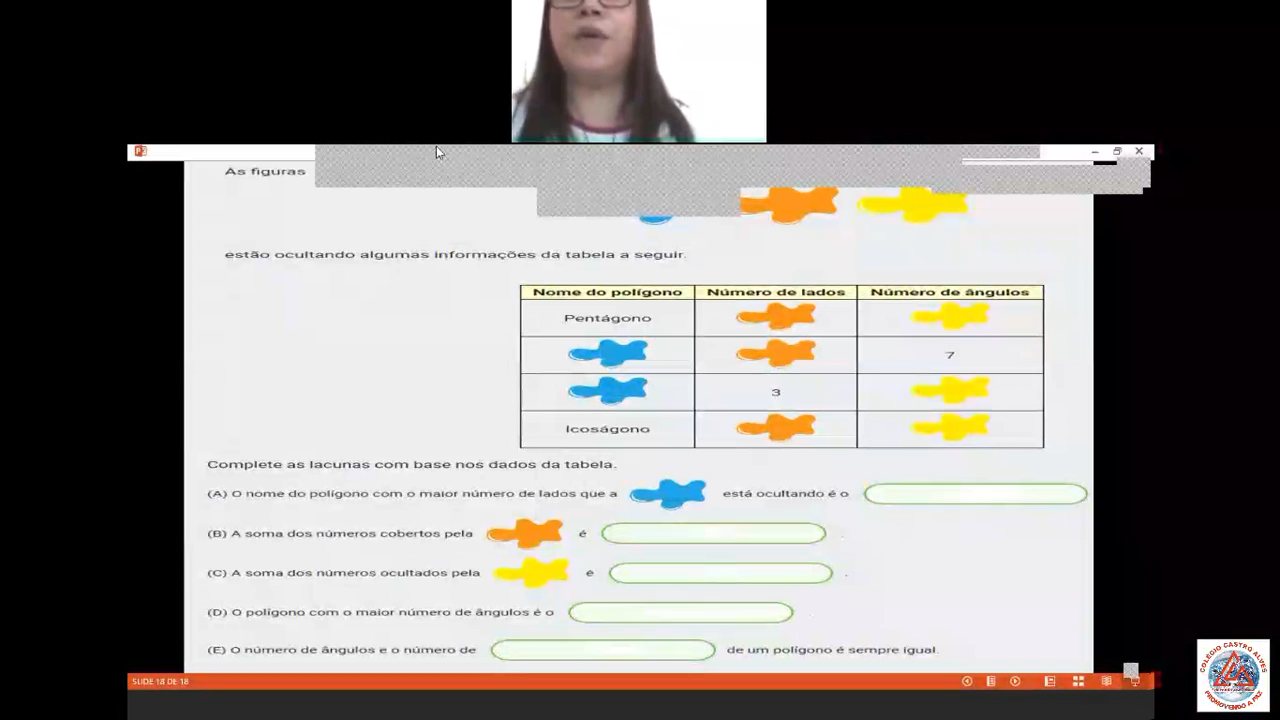 As figuras
estão ocultando algumas informações da tabela a seguir.
Nome do polígono Número de lados Número de ângulos
Pentágono
7
3
Icoságono
Complete as lacunas com base nos dados da tabela.
(A) O nome do polígono com o maior número de lados que a está ocultando é o
(B) A soma dos números cobertos pela é .
(C) A soma dos números ocultados pela é .
(D) O polígono com o maior número de ângulos é o .
(E) O número de ângulos e o número de de um polígono é sempre igual.
SLIDE 18 DE 18
COLÉGIO CASTRO ALVES
PROMOVENDO A PAZ